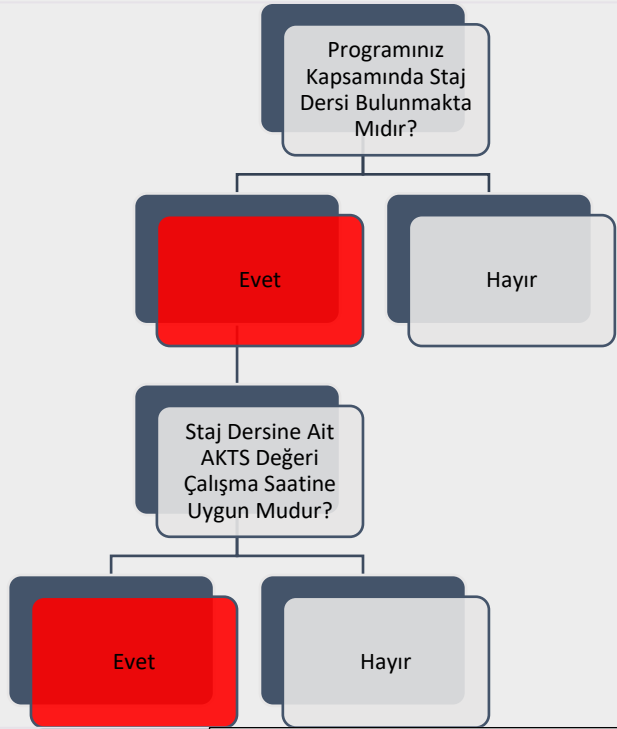 Programınız
Kapsamında Staj
Dersi Bulunmakta
Mıdır?
Evet
Hayır
Staj Dersine Ait
AKTS Değeri
Çalışma Saatine
Uygun Mudur?
Evet
Hayır